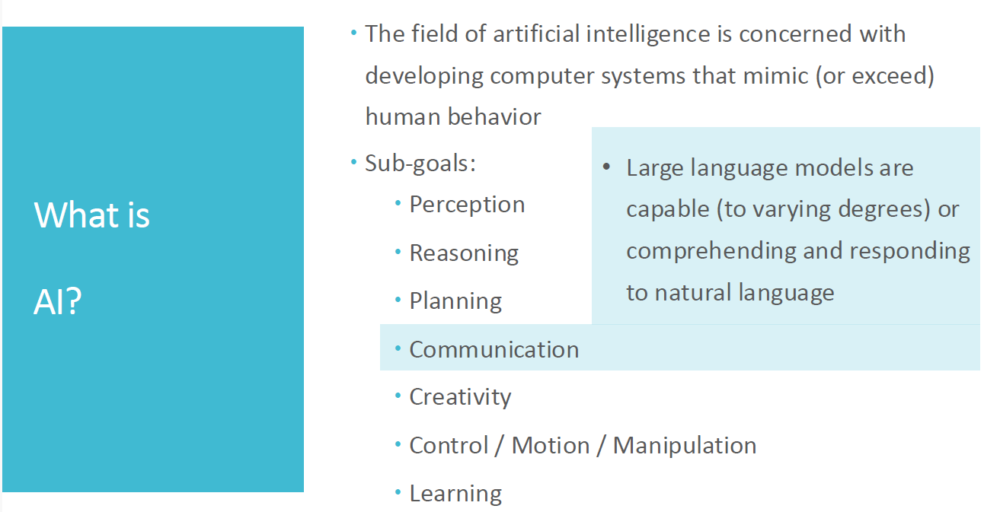 What is
AI?
• The field of artificial intelligence is concerned with
developing computer systems that mimic (or exceed)
human behavior
• Sub-goals:
• Perception
• Reasoning
• Planning
• Communication
• Creativity
• Control / Motion / Manipulation
• Learning
• Large language models are
capable (to varying degrees) or
comprehending and responding
to natural language